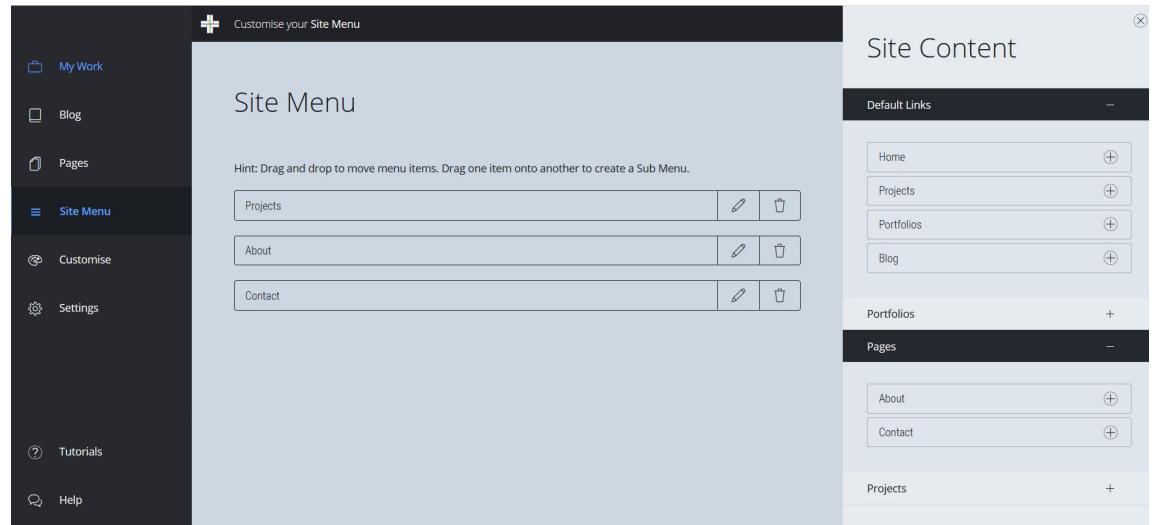 My Work
Blog
Pages
Site Menu
Customise
Settings
Tutorials
Help
Customise your Site Menu
Site Menu
Hint: Drag and drop to move menu items. Drag one item onto another to create a Sub Menu.
Projects
About
Contact
Site Content
Default Links
Home
Projects
Portfolios
Blog
Portfolios
Pages
About
Contact
Projects